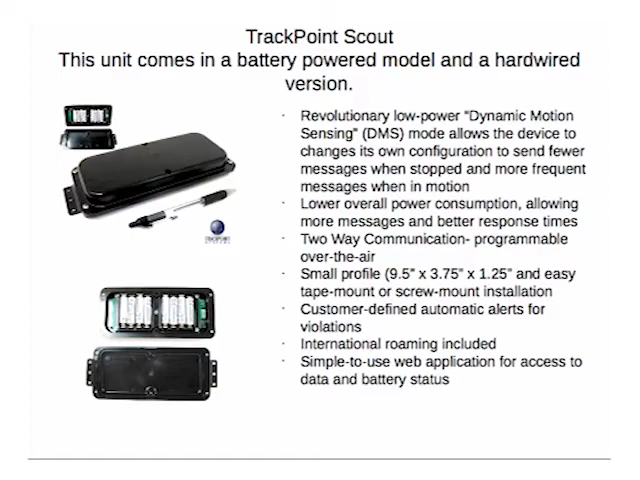 TrackPoint Scout
This unit comes in a battery powered model and a hardwired
version.
· Revolutionary low-power "Dynamic Motion
Sensing" (DMS) mode allows the device to
changes its own configuration to send fewer
messages when stopped and more frequent
messages when in motion
· Lower overall power consumption, allowing
more messages and better response times
· Two Way Communication- programmable
over-the-air
· Small profile (9.5" x 3.75" x 1.25" and easy
tape-mount or screw-mount installation
· Customer-defined automatic alerts for
violations
· International roaming included
· Simple-to-use web application for access to
data and battery status
TRACKPOINT